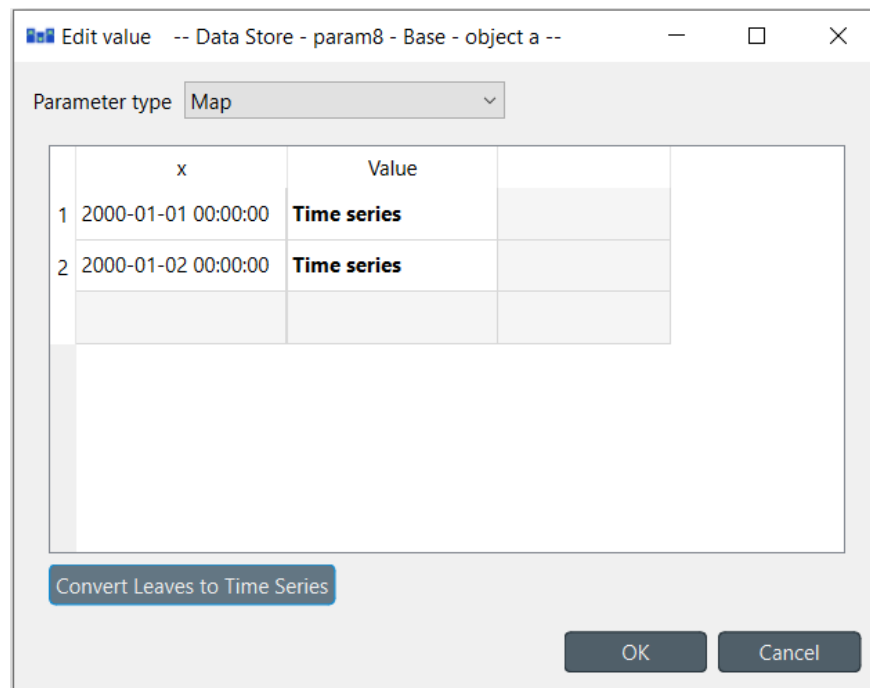 Edit value -- Data Store - param8 - Base - object a --
Parameter type Map
x Value
1 2000-01-01 00:00:00 Time series
2 2000-01-02 00:00:00 Time series
Convert Leaves to Time Series
OK Cancel